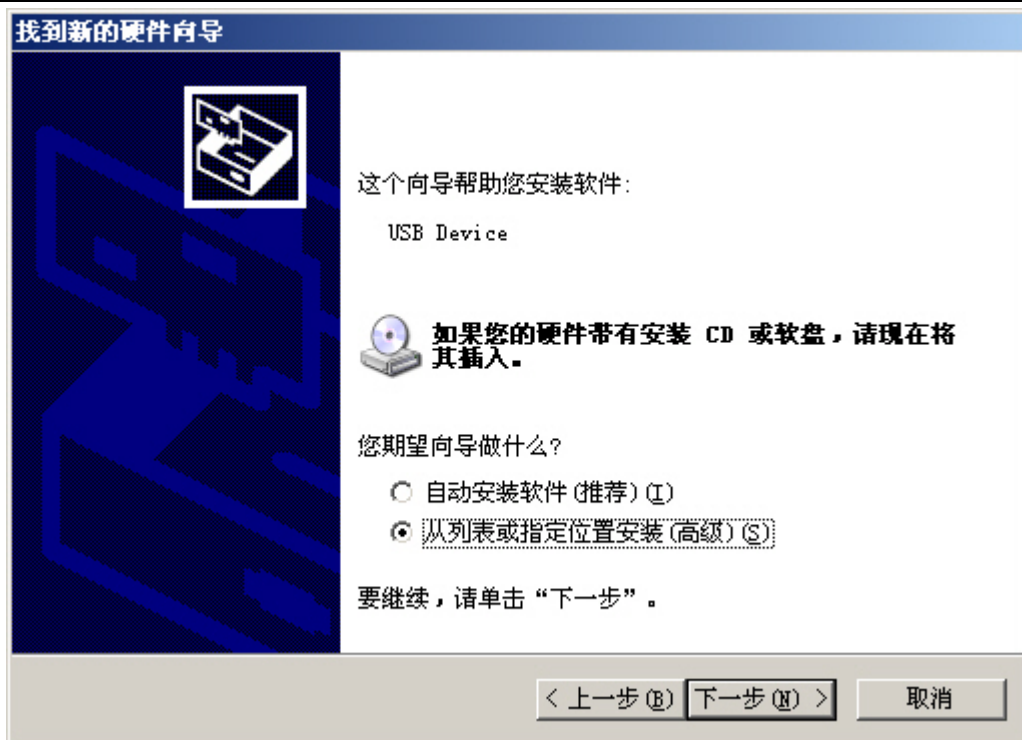 找到新的硬件向导
这个向导帮助您安装软件:
USB Device
如果您的硬件带有安装 CD 或软盘，请现在将
其插入。
您期望向导做什么?
自动安装软件(推荐)(I)
从列表或指定位置安装(高级)(S)
要继续，请单击“下一步”。
< 上一步(B) 下一步(N) > 取消